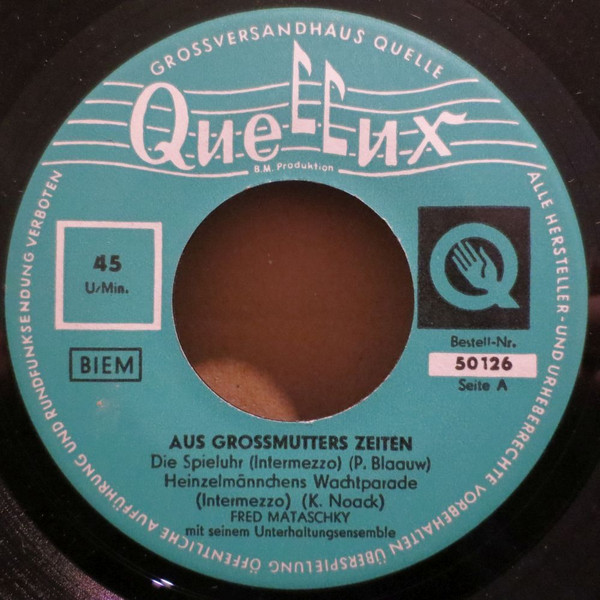 GROSSVERSANDHAUS QUELLE
Quellux
B.M. Produktion
45
U/Min.
BIEM
Bestell-Nr.
50126
Seite A
AUS GROSSMUTTERS ZEITEN
Die Spieluhr (Intermezzo) (P. Blaauw)
Heinzelmännchens Wachtparade
(Intermezzo) (K. Noack)
FRED MATASCHKY
mit seinem Unterhaltungsensemble
ALLE HERSTELLER-UND URHEBERRECHTE VORBEHALTEN ÜBERSPIELUNG ÖFFENTLICHE AUFFÜHRUNG UND RUNDFUNKSENDUNG VERBOTEN